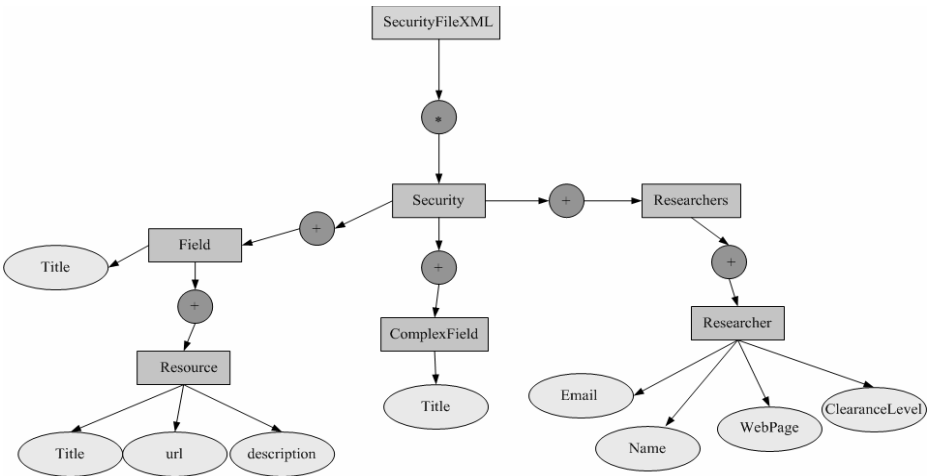 SecurityFileXML
*
Security
+
Researchers
+
Field
+
+
Title
+
ComplexField
Researcher
Resource
Email
ClearanceLevel
Title
WebPage
Name
Title
url
description